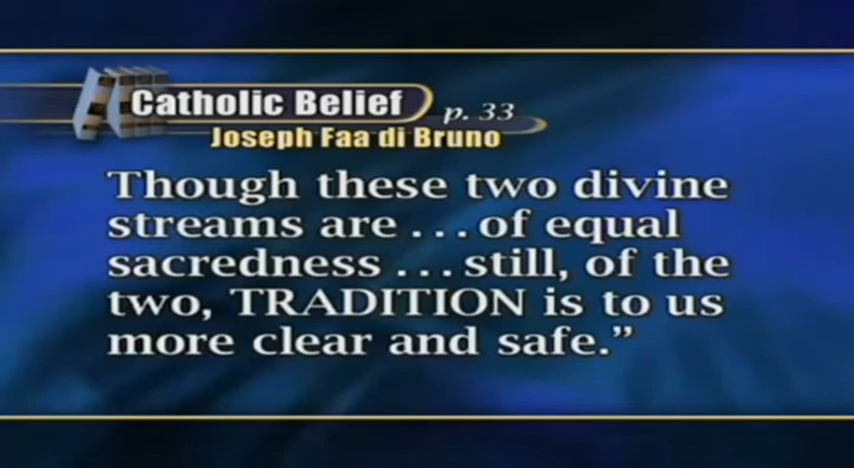 Catholic Belief p. 33
Joseph Faa di Bruno
Though these two divine
streams are . . . of equal
sacredness . . . still, of the
two, TRADITION is to us
more clear and safe.”